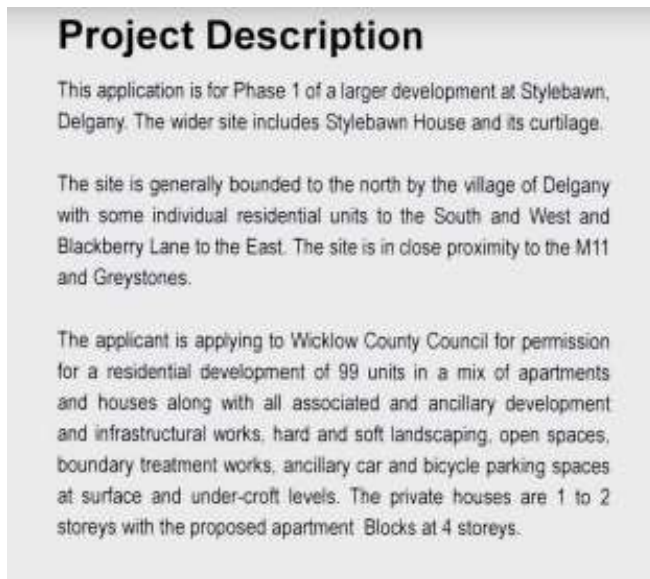 Project Description
This application is for Phase 1 of a larger development at Stylebawn,
Delgany. The wider site includes Stylebawn House and its curtilage.
The site is generally bounded to the north by the village of Delgany
with some individual residential units to the South and West and
Blackberry Lane to the East. The site is in close proximity to the M11
and Greystones.
The applicant is applying to Wicklow County Council for permission
for a residential development of 99 units in a mix of apartments
and houses along with all associated and ancillary development
and infrastructural works, hard and soft landscaping, open spaces,
boundary treatment works, ancillary car and bicycle parking spaces
at surface and under-croft levels. The private houses are 1 to 2
storeys with the proposed apartment Blocks at 4 storeys.